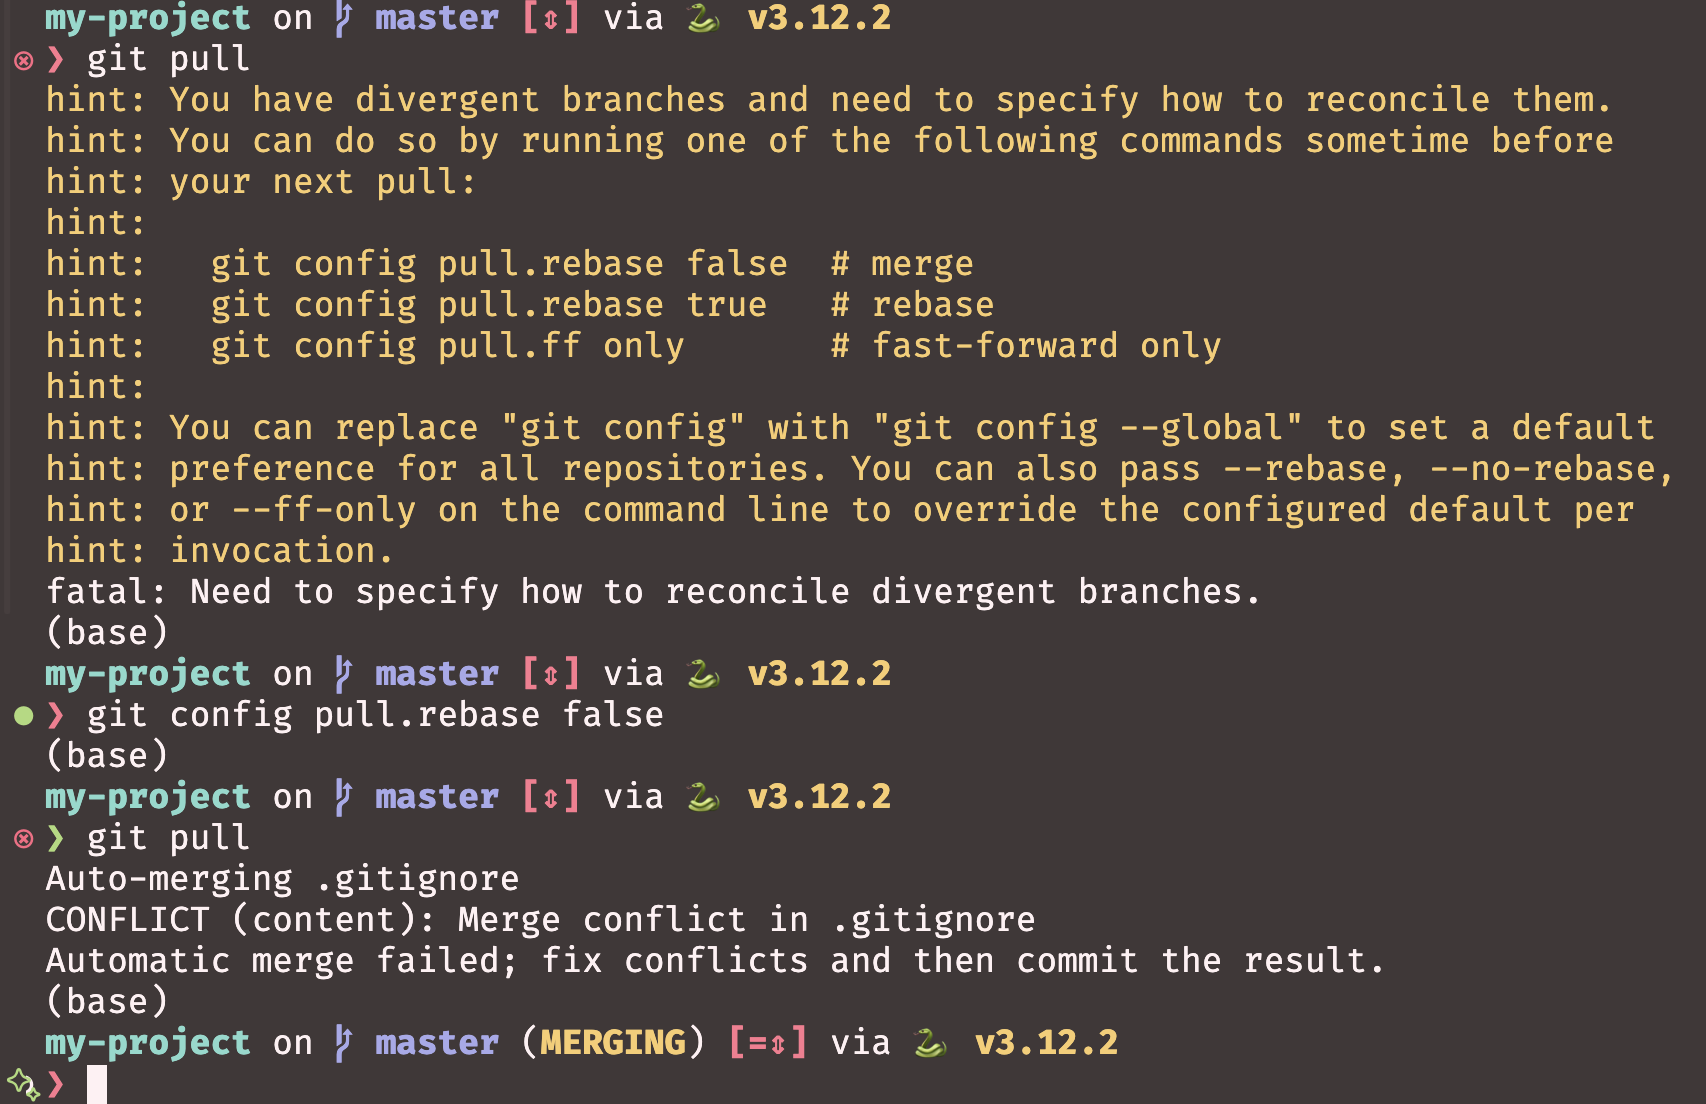 my-project on master [⇕] via 🐍 v3.12.2
❯ git pull
hint: You have divergent branches and need to specify how to reconcile them.
hint: You can do so by running one of the following commands sometime before
hint: your next pull:
hint:
hint:   git config pull.rebase false  # merge
hint:   git config pull.rebase true   # rebase
hint:   git config pull.ff only       # fast-forward only
hint:
hint: You can replace "git config" with "git config --global" to set a default
hint: preference for all repositories. You can also pass --rebase, --no-rebase,
hint: or --ff-only on the command line to override the configured default per
hint: invocation.
fatal: Need to specify how to reconcile divergent branches.
(base)
my-project on master [⇕] via 🐍 v3.12.2
❯ git config pull.rebase false
(base)
my-project on master [⇕] via 🐍 v3.12.2
❯ git pull
Auto-merging .gitignore
CONFLICT (content): Merge conflict in .gitignore
Automatic merge failed; fix conflicts and then commit the result.
(base)
my-project on master (MERGING) [=⇕] via 🐍 v3.12.2
❯